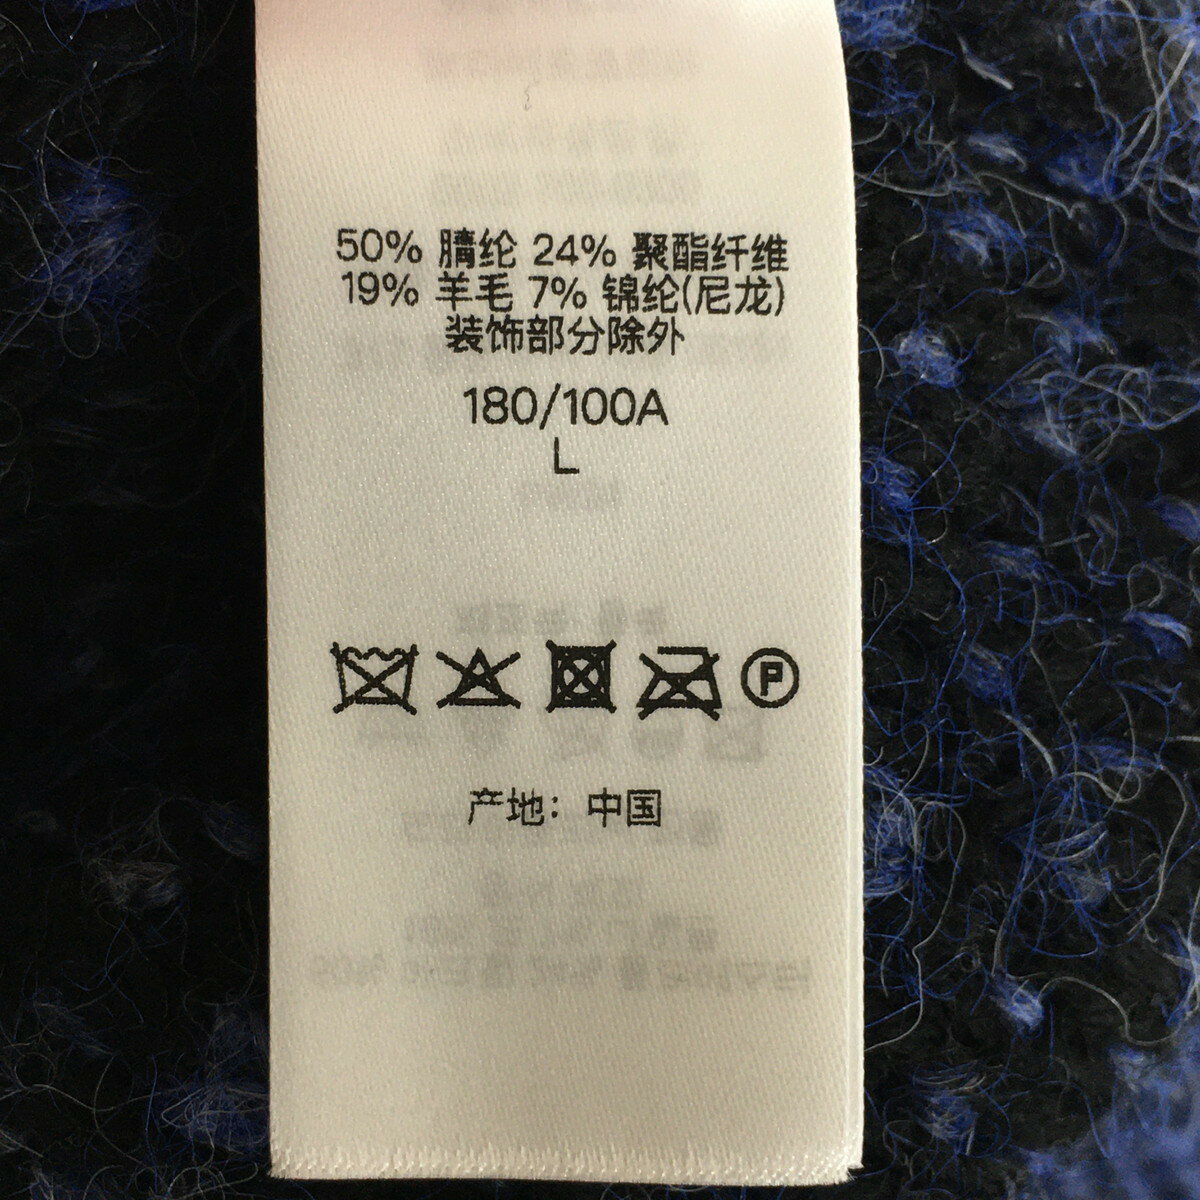 50% 腈纶 24% 聚酯纤维
19% 羊毛 7% 锦纶(尼龙)
装饰部分除外
180/100A
L
P
产地: 中国